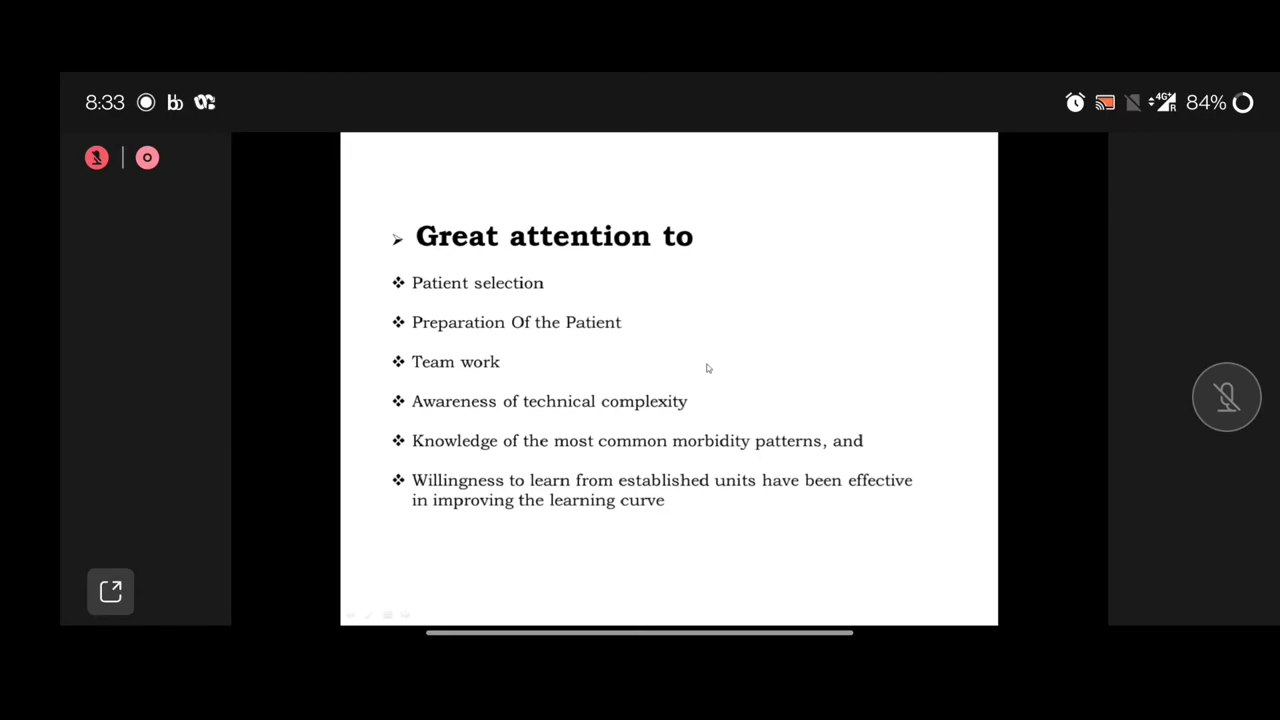 8:33
84%
4G+
R
Great attention to
Patient selection
Preparation Of the Patient
Team work
Awareness of technical complexity
Knowledge of the most common morbidity patterns, and
Willingness to learn from established units have been effective
in improving the learning curve